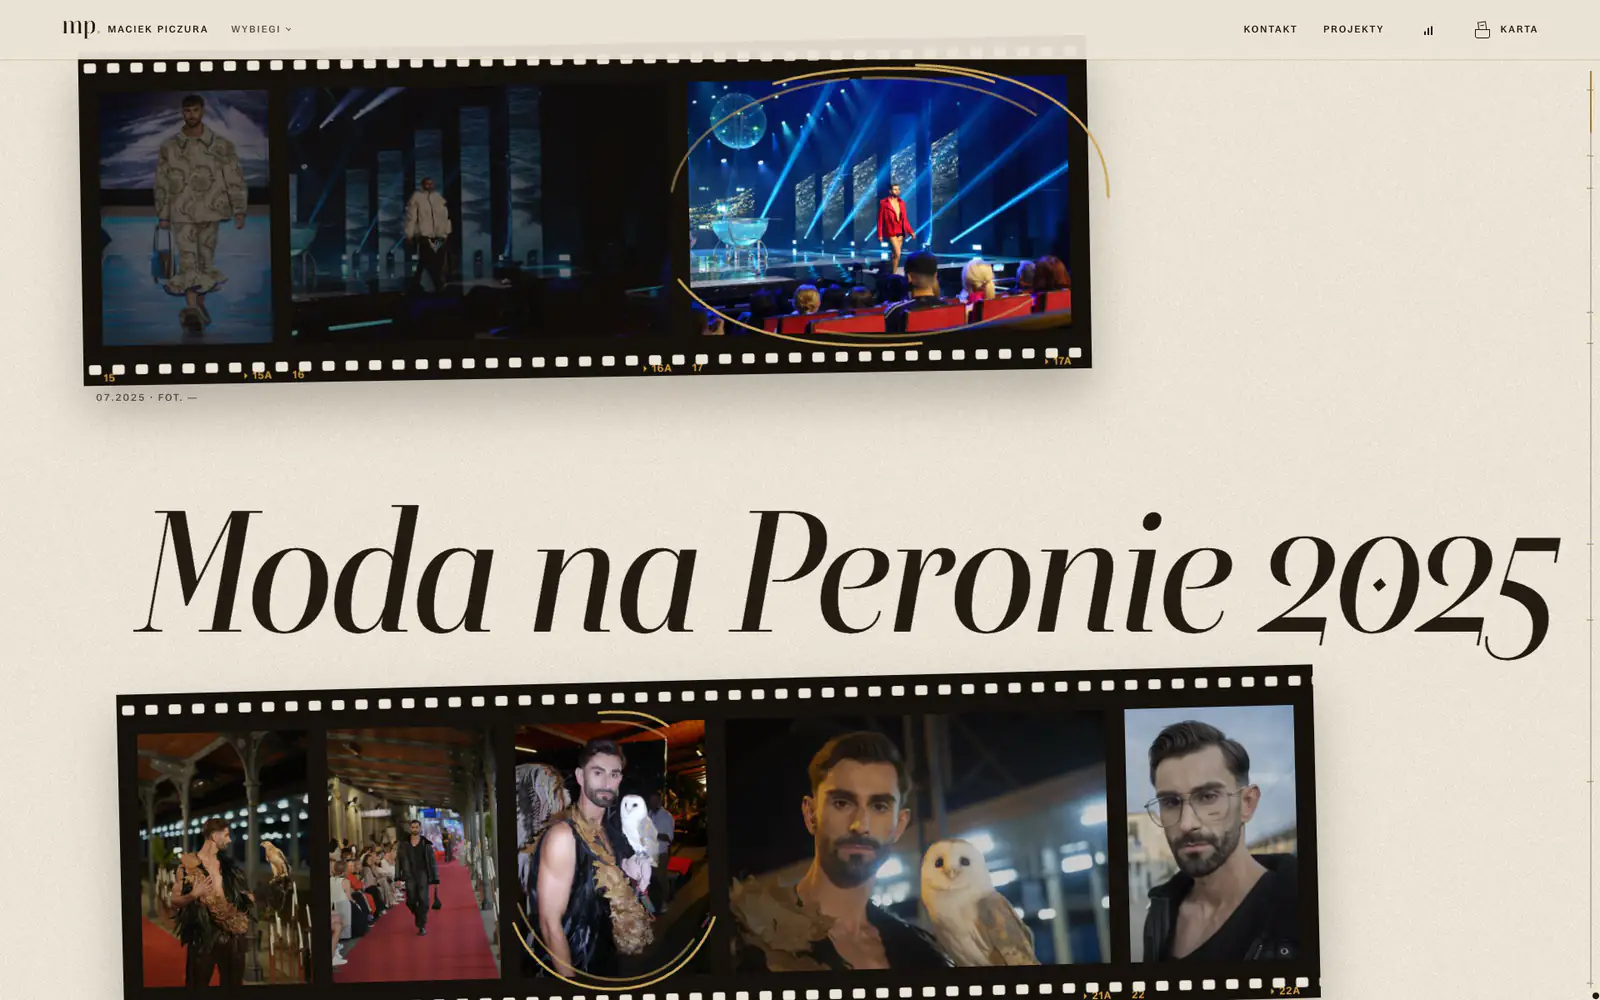 mp. MACIEK PICZURA WYBIEGI KONTAKT PROJEKTY KARTA
15 15A 16 16A 17 17A
07.2025 · FOT. —
Moda na Peronie 2025
21A 22 22A